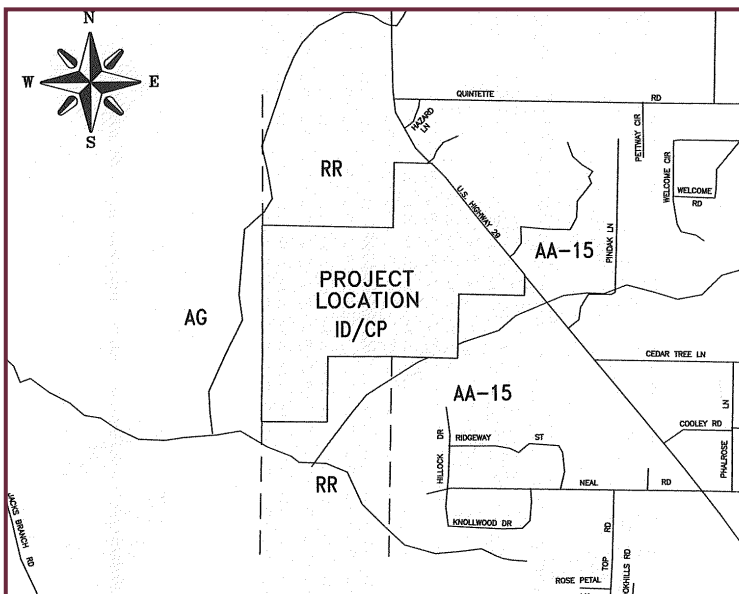 N
W E
S
QUINTETTE RD
HAZARD
LN
PETTWAY CIR
WELCOME CIR
WELCOME
RD
RR
U.S. HIGHWAY 29
PINDAK LN
AA-15
PROJECT
LOCATION
ID/CP
AG
CEDAR TREE LN
AA-15
COOLEY RD
PHALROSE LN
HILLOCK DR
RIDGEWAY ST
RR
NEAL RD
KNOLLWOOD DR
JACKS BRANCH RD
TOP RD
OXHILLS RD
ROSE PETAL